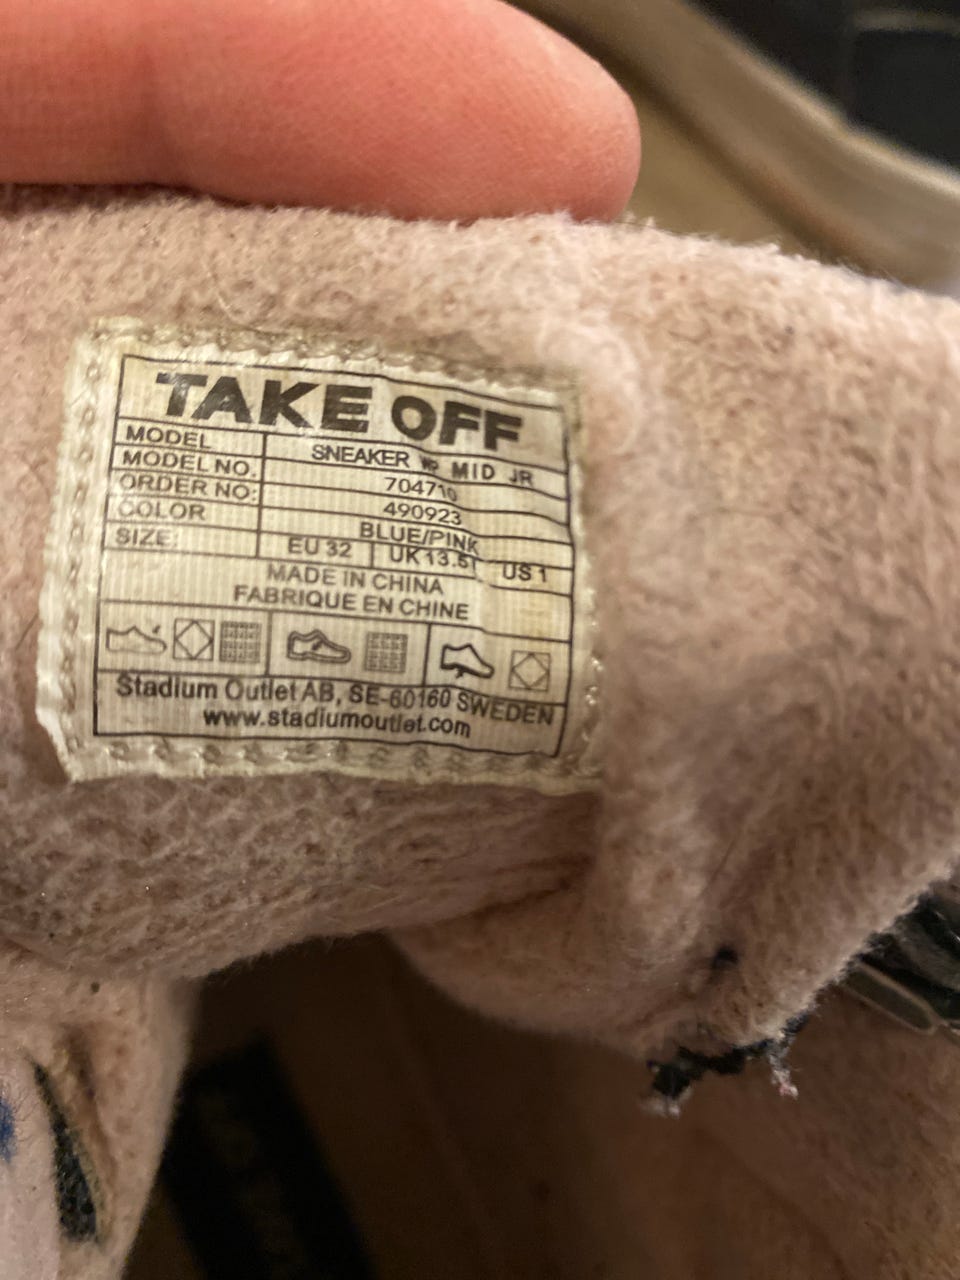 TAKE OFF
MODEL SNEAKER WP MID JR
MODEL NO. 704710
ORDER NO: 490923
COLOR BLUE/PINK
SIZE: EU 32 UK 13.5 US 1
MADE IN CHINA
FABRIQUE EN CHINE
Stadium Outlet AB, SE-60160 SWEDEN
www.stadiumoutlet.com